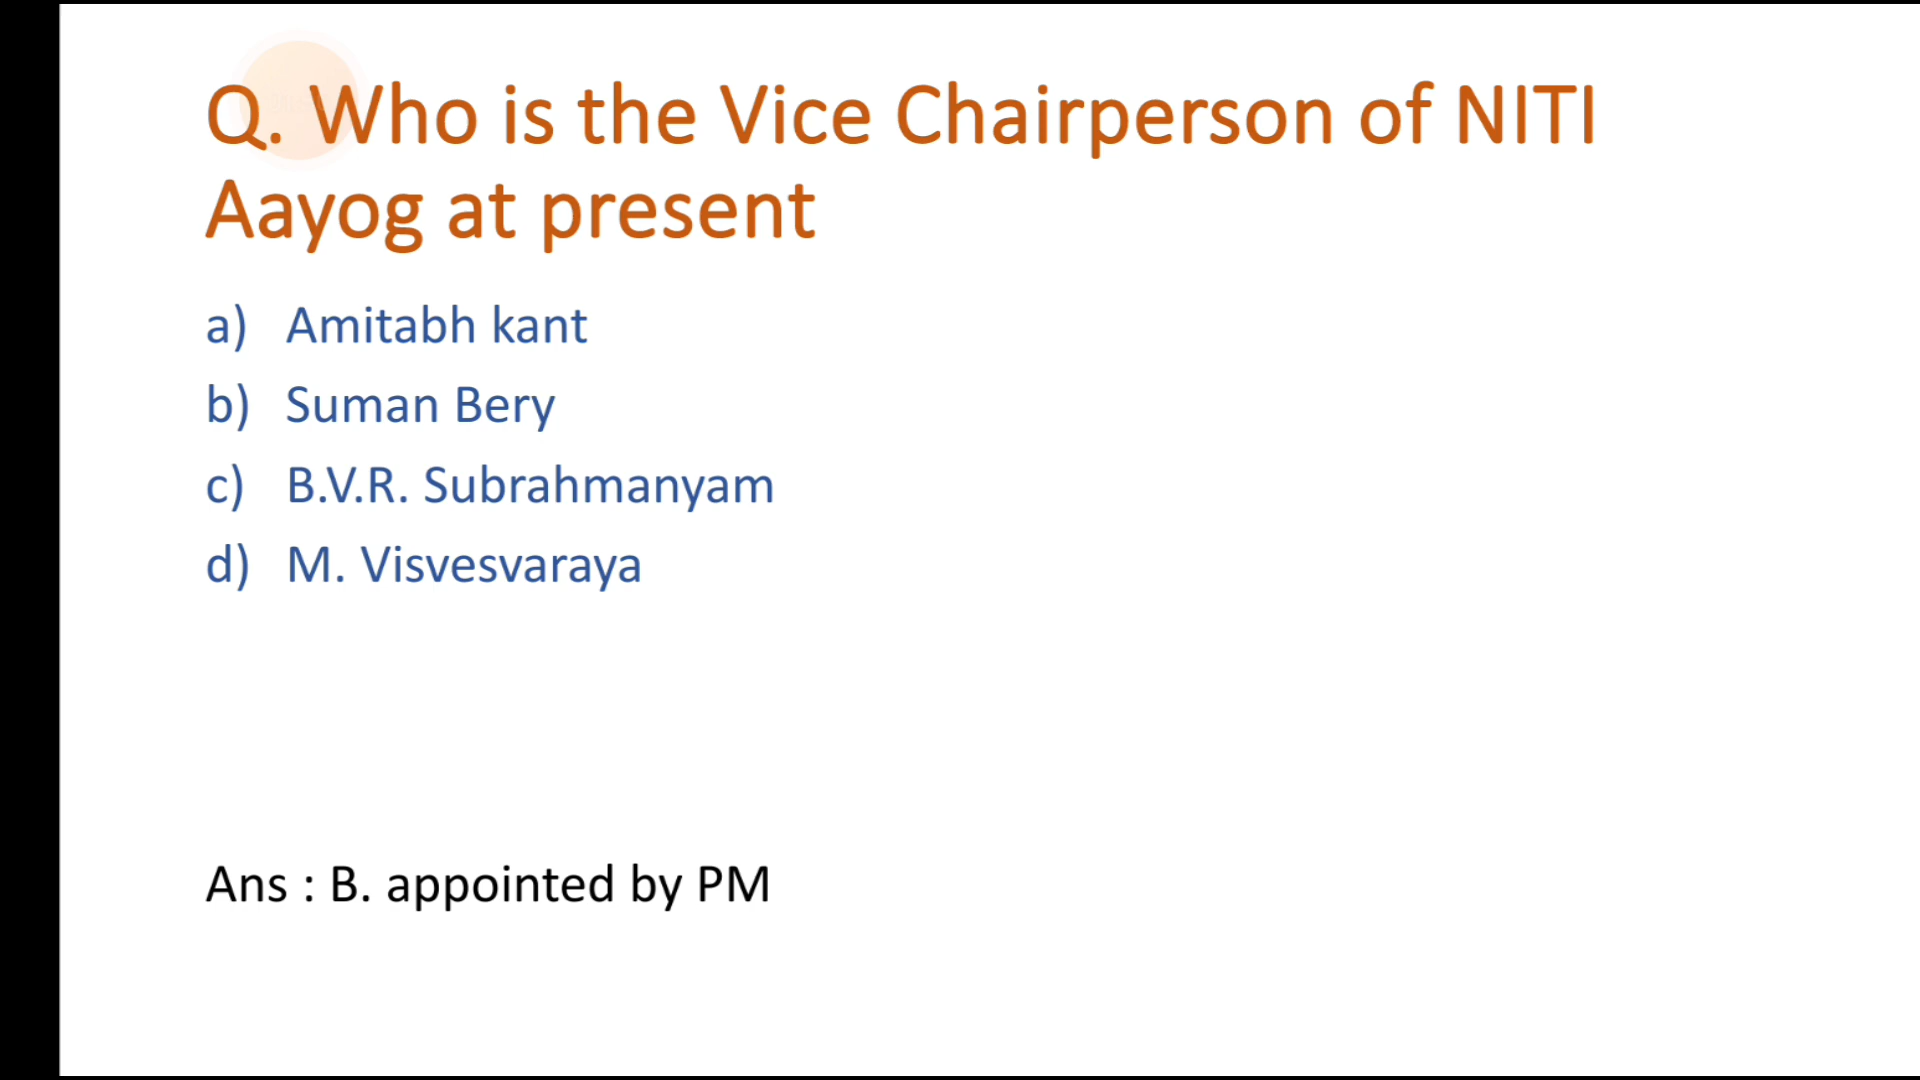 Q. Who is the Vice Chairperson of NITI
Aayog at present
a) Amitabh kant
b) Suman Bery
c) B.V.R. Subrahmanyam
d) M. Visvesvaraya
Ans : B. appointed by PM